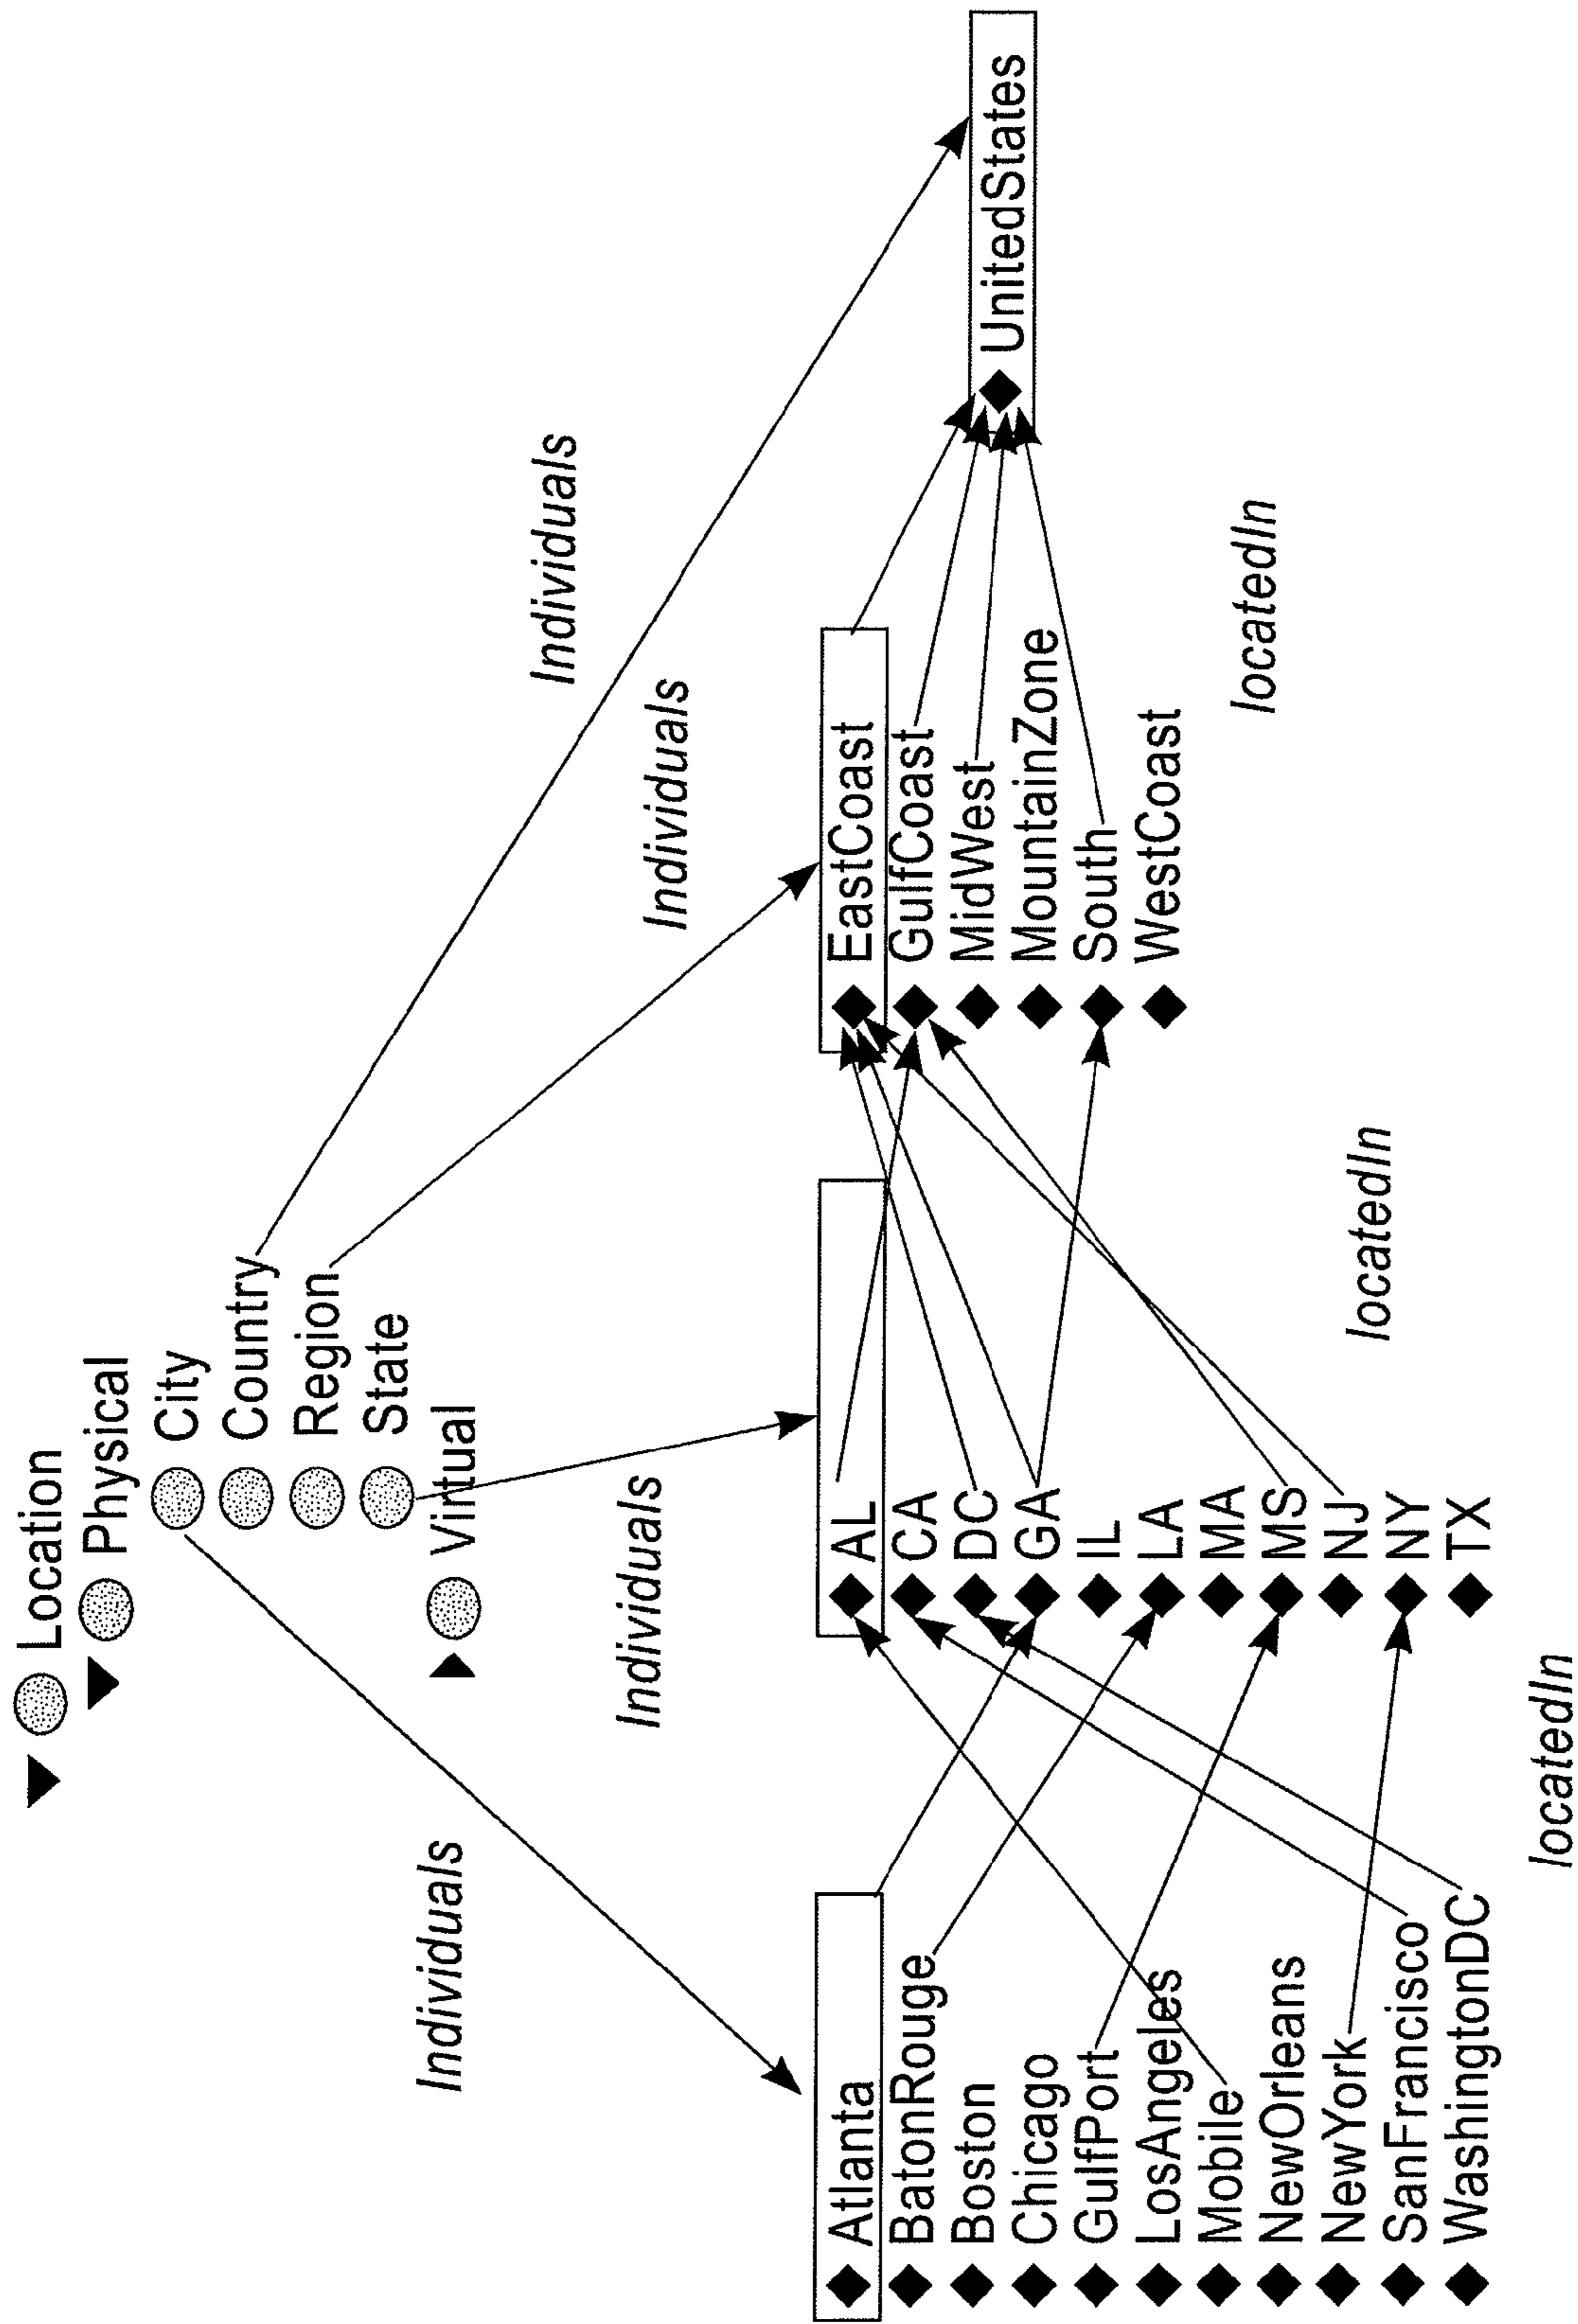 Location
Physical
City
Country
Region
State
Virtual
Individuals
Individuals
Individuals
Individuals
Atlanta
BatonRouge
Boston
Chicago
GulfPort
LosAngeles
Mobile
NewOrleans
NewYork
SanFrancisco
WashingtonDC
locatedIn
AL
CA
DC
GA
IL
LA
MA
MS
NJ
NY
TX
locatedIn
EastCoast
GulfCoast
MidWest
MountainZone
South
WestCoast
locatedIn
UnitedStates